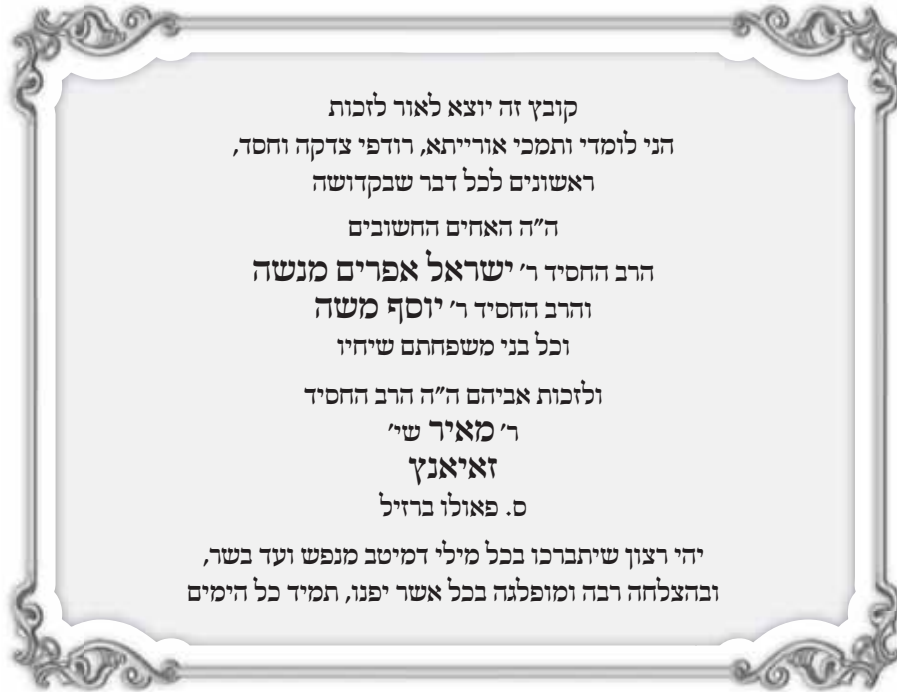 קובץ זה יוצא לאור לזכות
הני לומדי ותמכי אורייתא, רודפי צדקה וחסד,
ראשונים לכל דבר שבקדושה
ה״ה האחים החשובים
הרב החסיד ר׳ ישראל אפרים מנשה
והרב החסיד ר׳ יוסף משה
וכל בני משפחתם שיחיו
ולזכות אביהם ה״ה הרב החסיד
ר׳ מאיר שי׳
זאיאנץ
ס. פאולו ברזיל
יהי רצון שיתברכו בכל מילי דמיטב מנפש ועד בשר,
ובהצלחה רבה ומופלגה בכל אשר יפנו, תמיד כל הימים